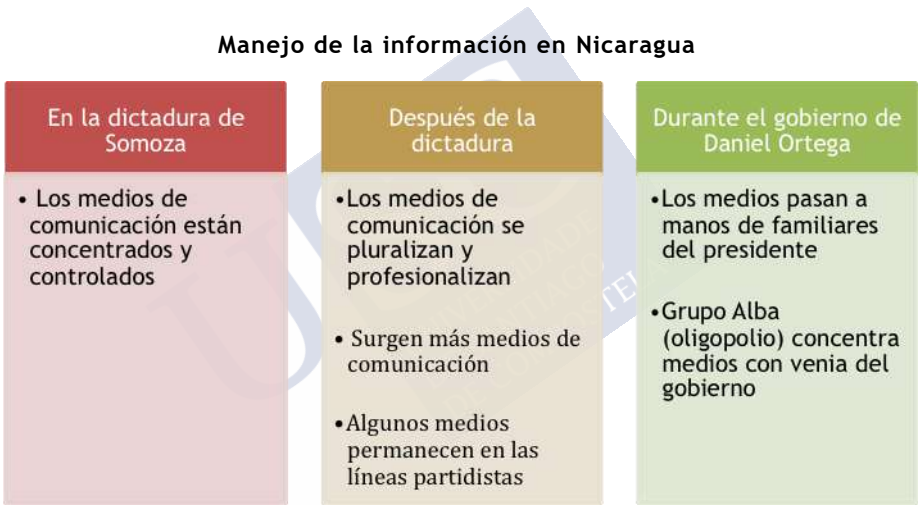 Manejo de la información en Nicaragua
En la dictadura de
Somoza
• Los medios de
comunicación están
concentrados y
controlados
Después de la
dictadura
•Los medios de
comunicación se
pluralizan y
profesionalizan
• Surgen más medios de
comunicación
•Algunos medios
permanecen en las
líneas partidistas
Durante el gobierno de
Daniel Ortega
•Los medios pasan a
manos de familiares
del presidente
•Grupo Alba
(oligopolio) concentra
medios con venia del
gobierno